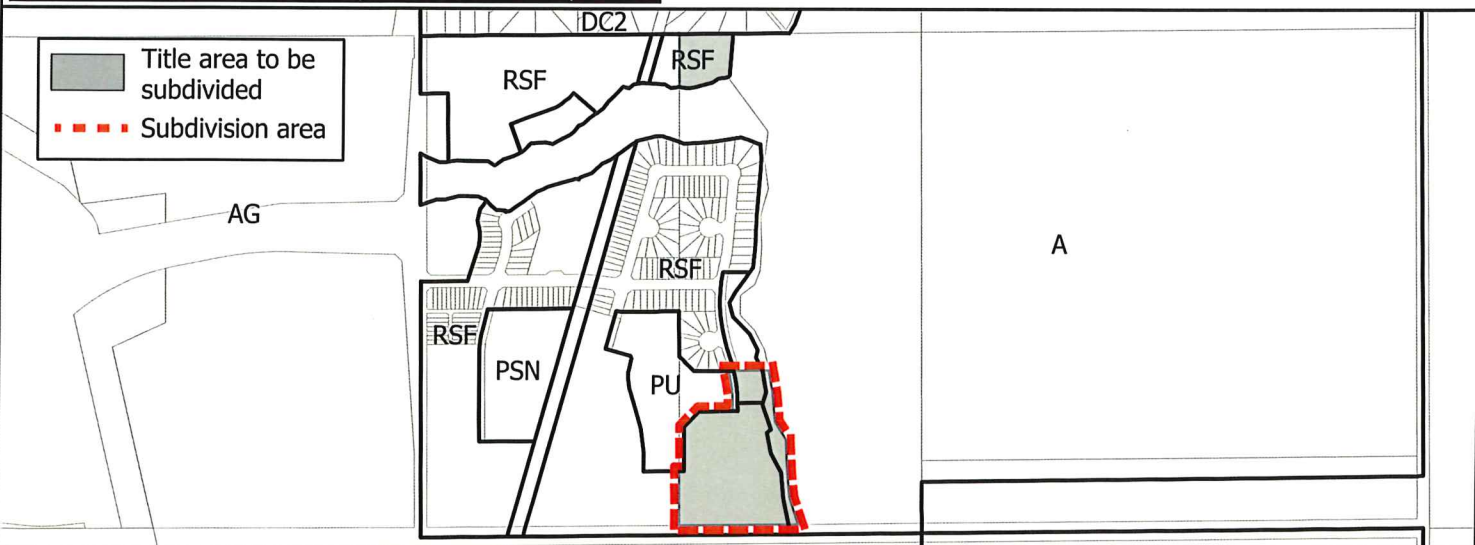 DC2
Title area to be
subdivided
Subdivision area
RSF
RSF
AG
A
RSF
RSF
PSN
PU